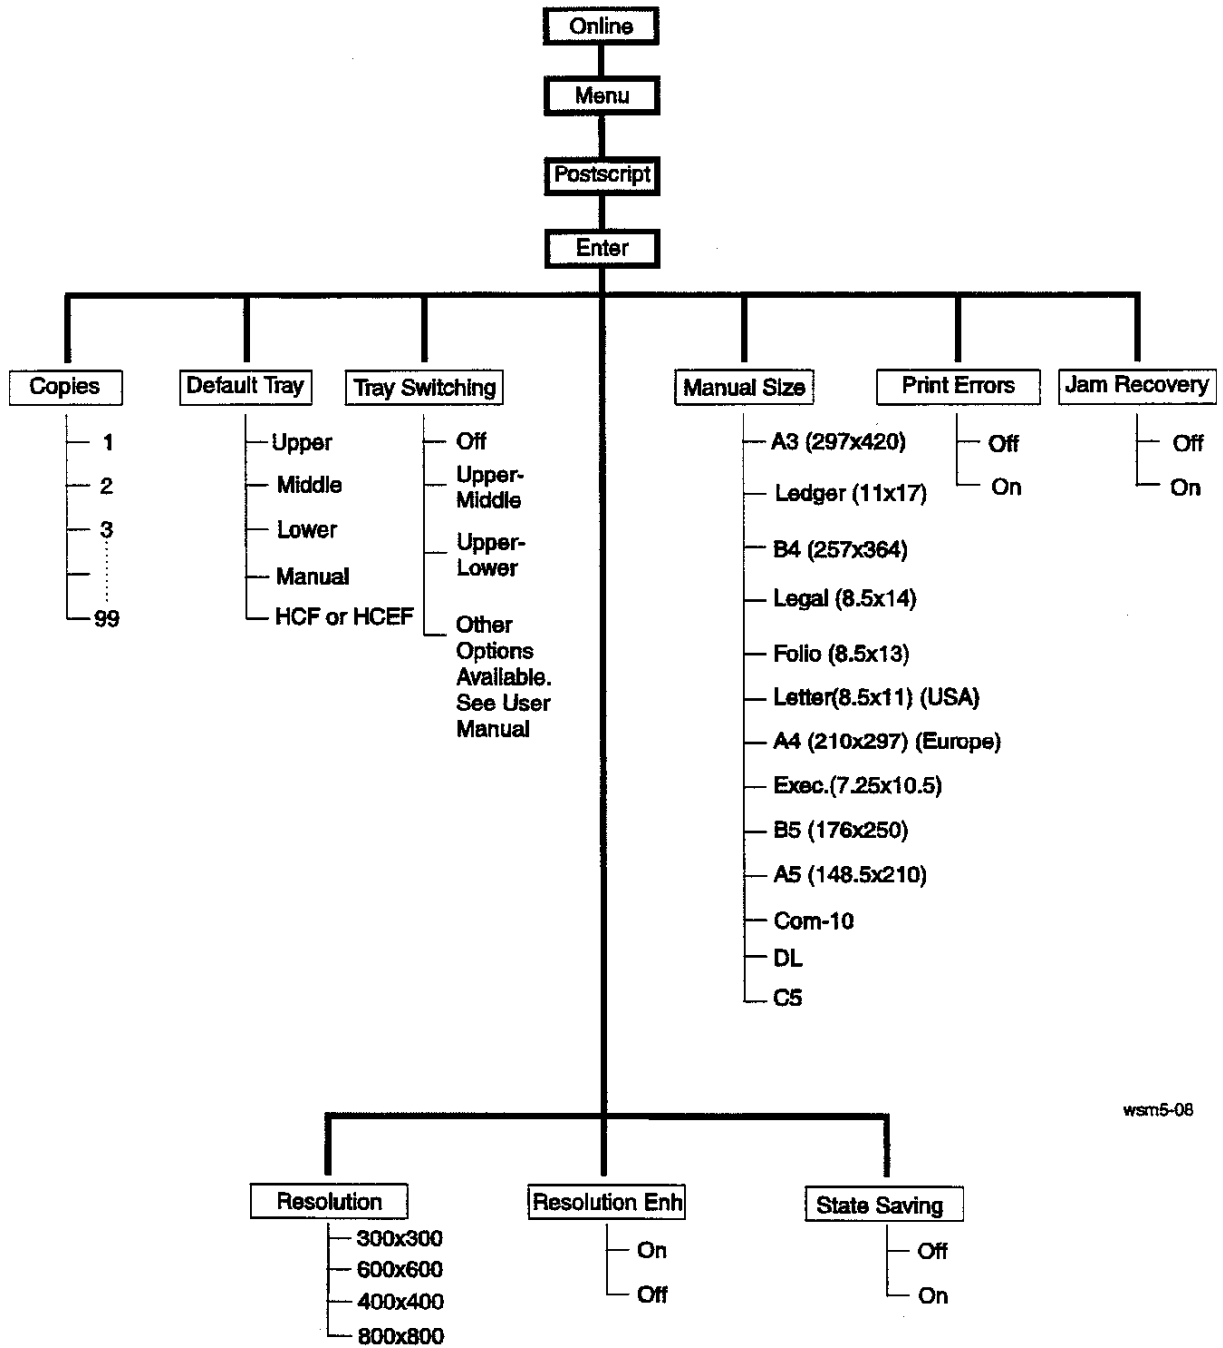 Online
Menu
Postscript
Enter
Copies
1
2
3
99
Default Tray
Upper
Middle
Lower
Manual
HCF or HCEF
Tray Switching
Off
Upper-
Middle
Upper-
Lower
Other
Options
Available.
See User
Manual
Manual Size
A3 (297x420)
Ledger (11x17)
B4 (257x364)
Legal (8.5x14)
Folio (8.5x13)
Letter(8.5x11) (USA)
A4 (210x297) (Europe)
Exec.(7.25x10.5)
B5 (176x250)
A5 (148.5x210)
Com-10
DL
C5
Print Errors
Off
On
Jam Recovery
Off
On
wsm5-08
Resolution
300x300
600x600
400x400
800x800
Resolution Enh
On
Off
State Saving
Off
On